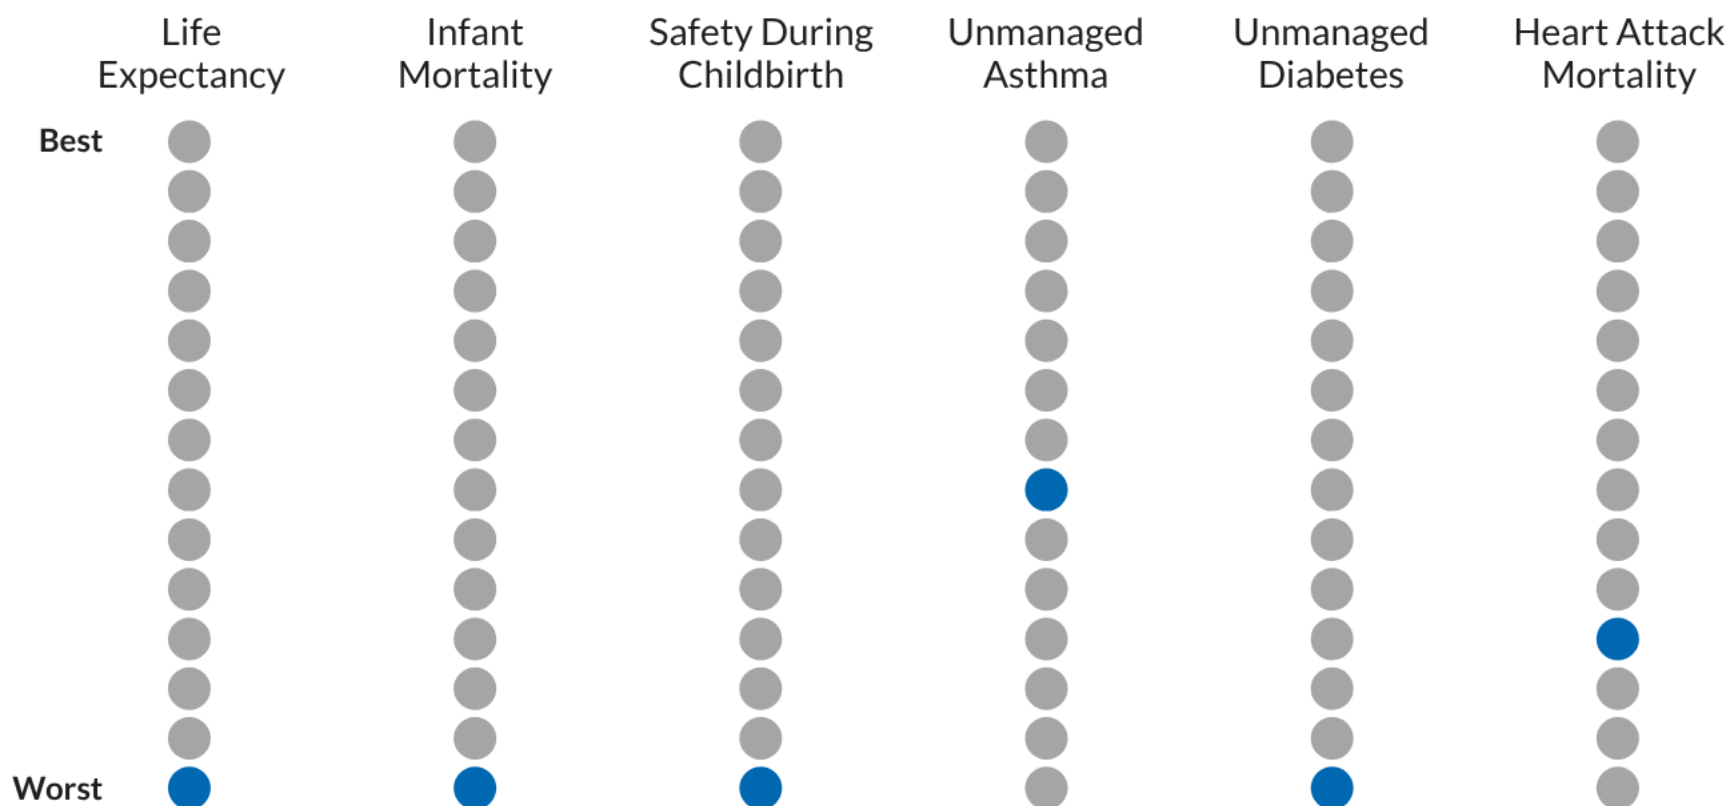 Life
Expectancy
Infant
Mortality
Safety During
Childbirth
Unmanaged
Asthma
Unmanaged
Diabetes
Heart Attack
Mortality
Best
Worst